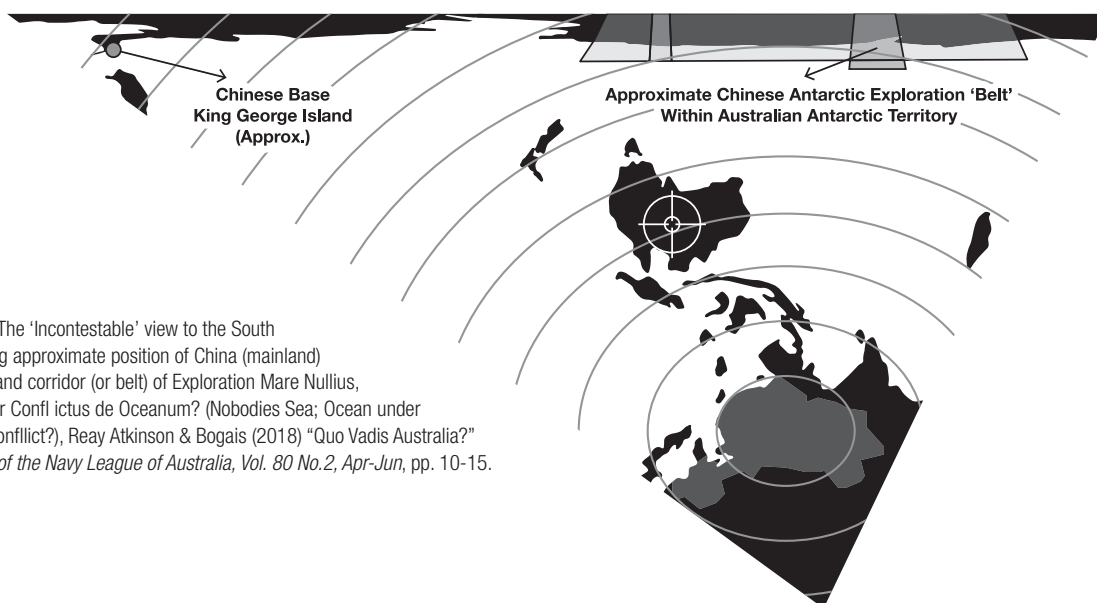 Chinese Base
King George Island
(Approx.)
Approximate Chinese Antarctic Exploration ‘Belt’
Within Australian Antarctic Territory
The ‘Incontestable’ view to the South
g approximate position of China (mainland)
and corridor (or belt) of Exploration Mare Nullius,
r Confl ictus de Oceanum? (Nobodies Sea; Ocean under
onfllict?), Reay Atkinson & Bogais (2018) “Quo Vadis Australia?”
of the Navy League of Australia, Vol. 80 No.2, Apr-Jun, pp. 10-15.